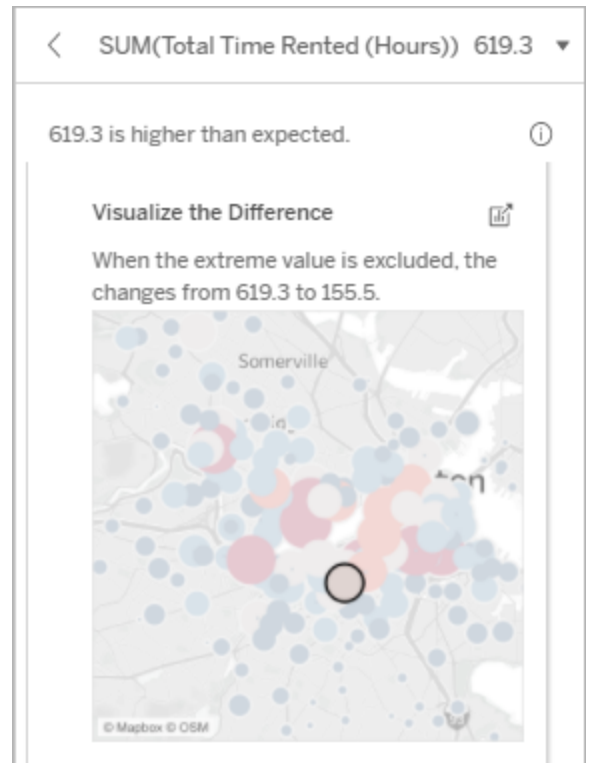 SUM(Total Time Rented (Hours)) 619.3
619.3 is higher than expected.
Visualize the Difference
When the extreme value is excluded, the
changes from 619.3 to 155.5.
Somerville
© Mapbox © OSM